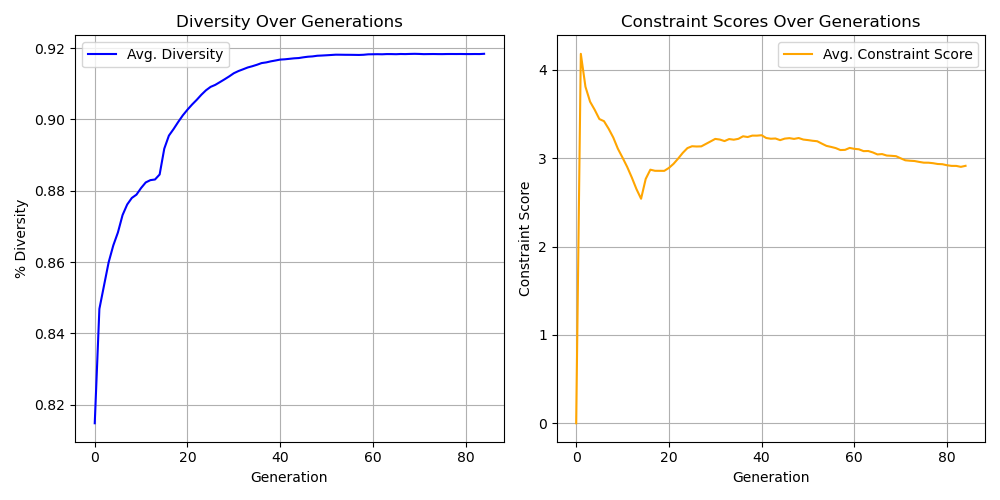 Diversity Over Generations
Avg. Diversity
% Diversity
0.92
0.90
0.88
0.86
0.84
0.82
0 20 40 60 80
Generation
Constraint Scores Over Generations
Avg. Constraint Score
Constraint Score
4
3
2
1
0
0 20 40 60 80
Generation